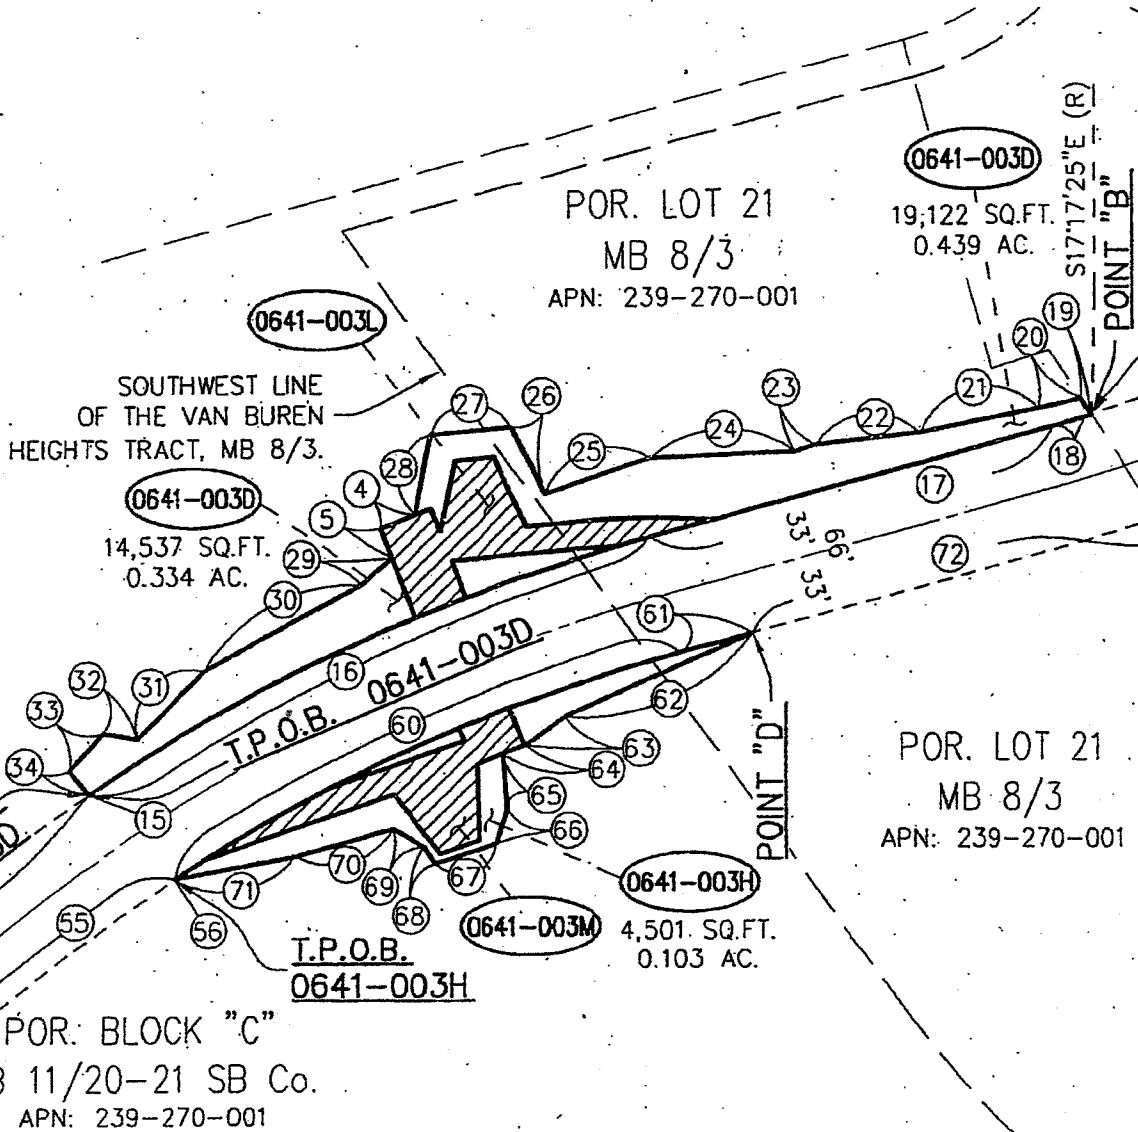 0641-003D
19,122 SQ.FT.
0.439 AC.
S17°17'25"E (R)
POINT "B"
POR. LOT 21
MB 8/3
APN: 239-270-001
0641-003L
SOUTHWEST LINE
OF THE VAN BUREN
HEIGHTS TRACT, MB 8/3.
0641-003D
14,537 SQ.FT.
0.334 AC.
19
20
21
22
23
24
25
26
27
28
4
5
29
30
31
32
33
34
15
16
17
18
33'
66'
33'
72
T.P.O.B. 0641-003D
60
61
62
63
64
65
66
67
68
69
70
71
55
56
POINT "D"
POR. LOT 21
MB 8/3
APN: 239-270-001
0641-003H
4,501 SQ.FT.
0.103 AC.
0641-003M
T.P.O.B.
0641-003H
POR. BLOCK "C"
11/20-21 SB Co.
APN: 239-270-001